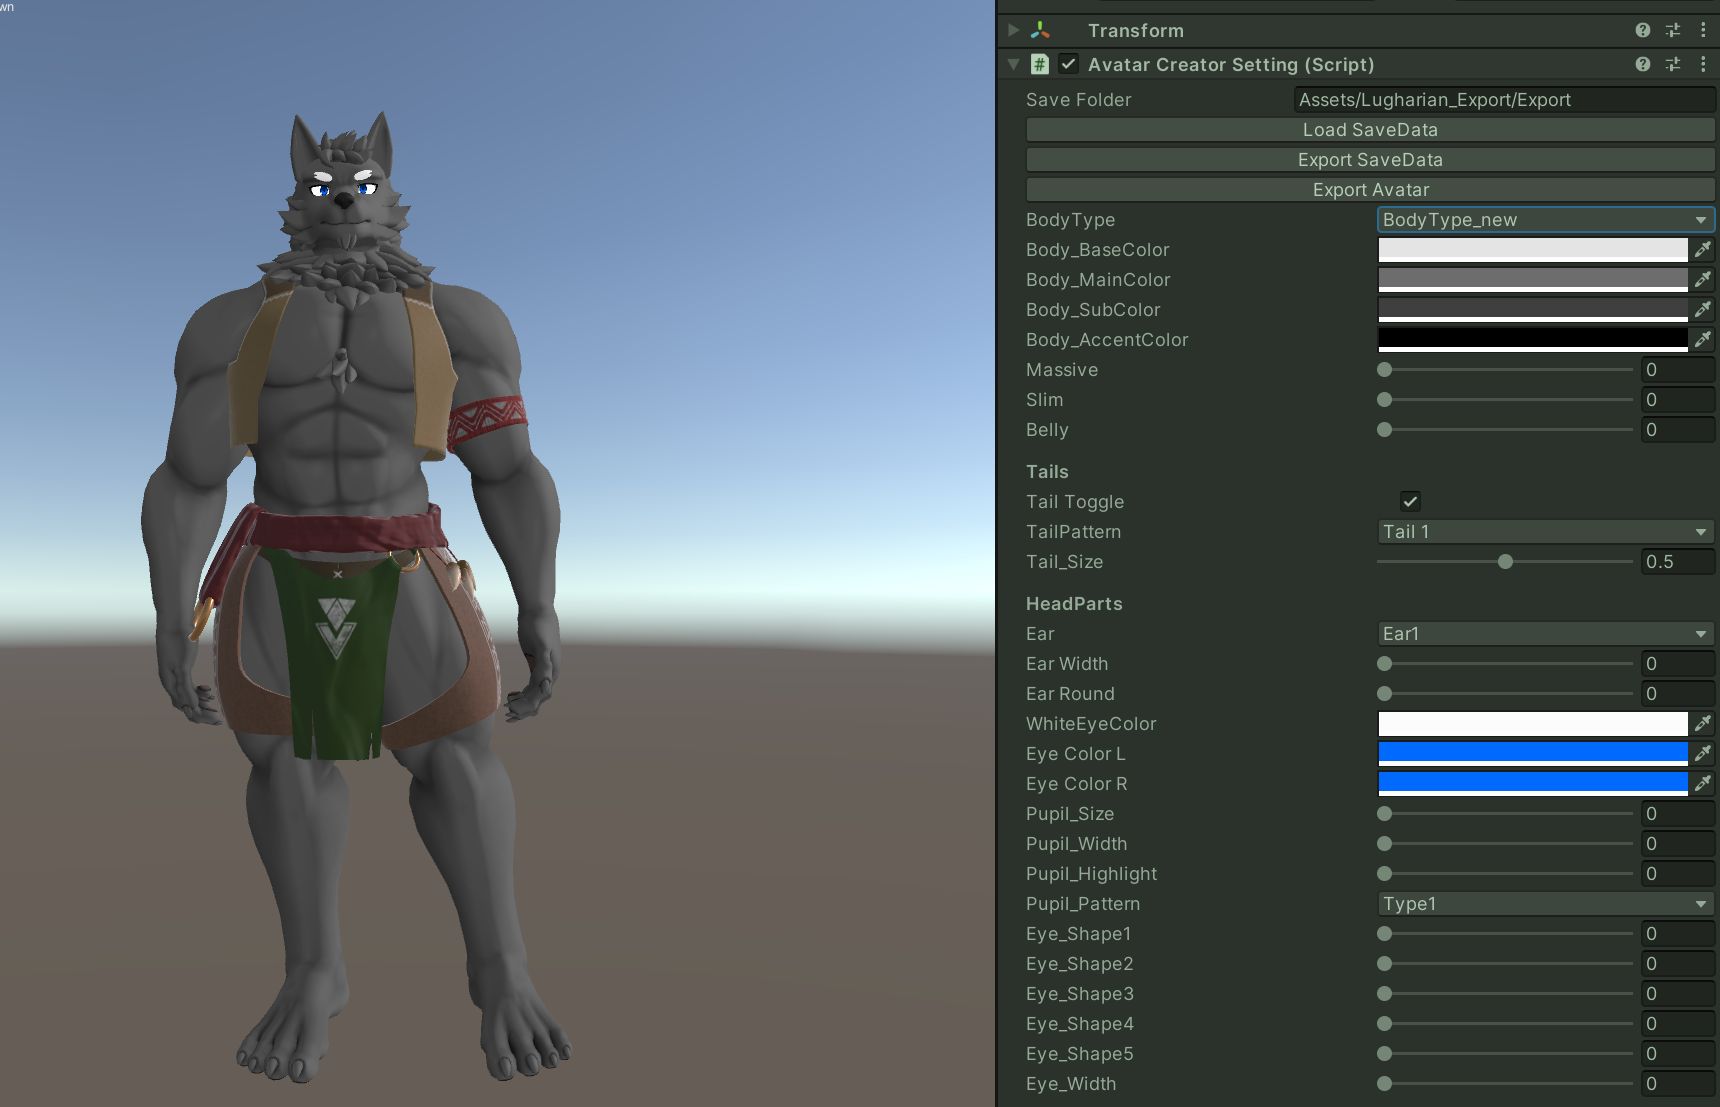 wn
Transform
Avatar Creator Setting (Script)
Save Folder Assets/Lugharian_Export/Export
Load SaveData
Export SaveData
Export Avatar
BodyType BodyType_new
Body_BaseColor
Body_MainColor
Body_SubColor
Body_AccentColor
Massive 0
Slim 0
Belly 0
Tails
Tail Toggle
TailPattern Tail 1
Tail_Size 0.5
HeadParts
Ear Ear1
Ear Width 0
Ear Round 0
WhiteEyeColor
Eye Color L
Eye Color R
Pupil_Size 0
Pupil_Width 0
Pupil_Highlight 0
Pupil_Pattern Type1
Eye_Shape1 0
Eye_Shape2 0
Eye_Shape3 0
Eye_Shape4 0
Eye_Shape5 0
Eye_Width 0